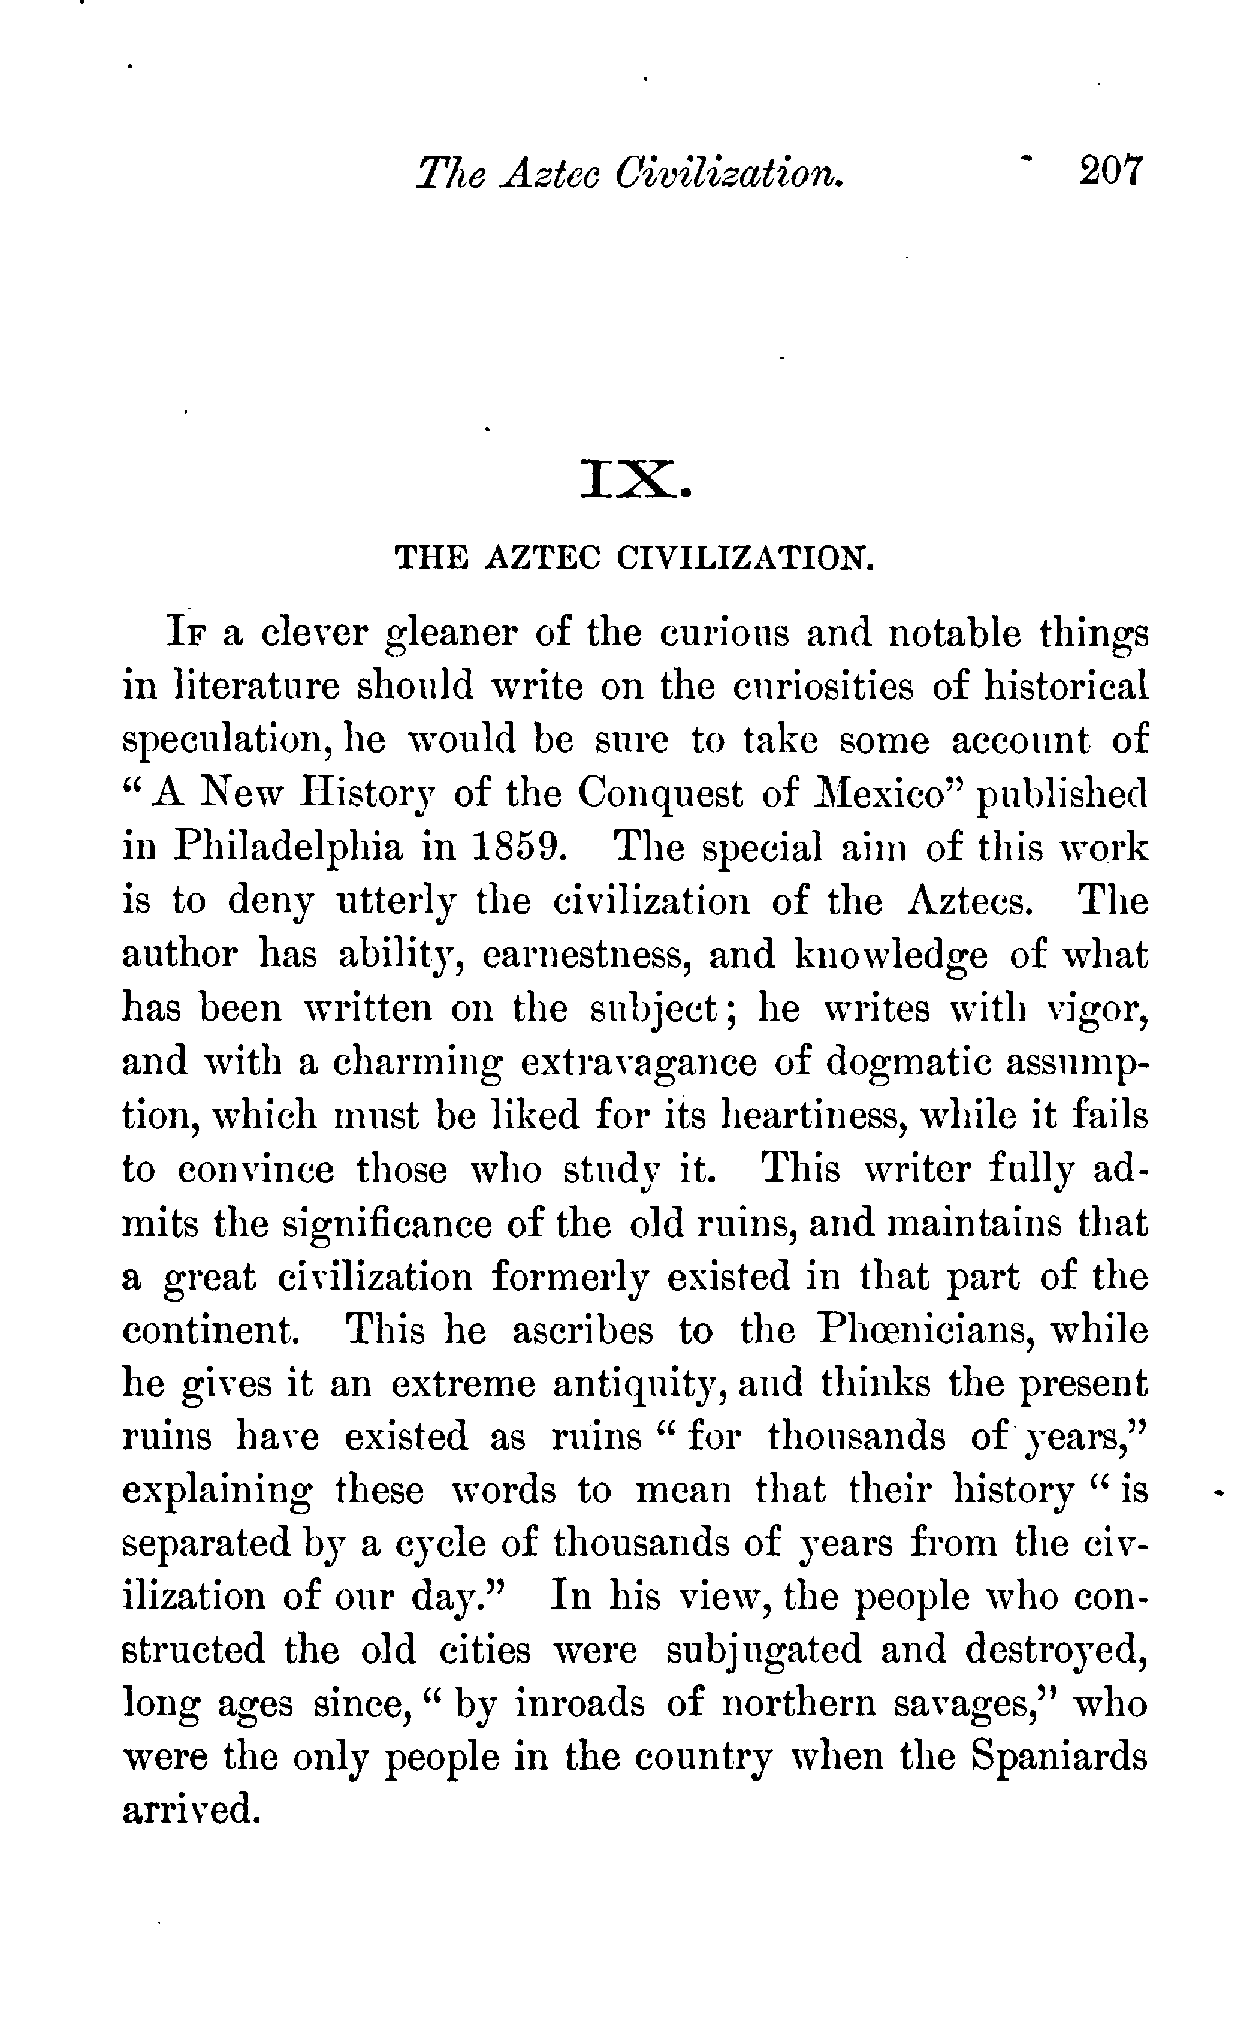 The Aztec Civilization. 207
IX.
THE AZTEC CIVILIZATION.
IF a clever gleaner of the curious and notable things
in literature should write on the curiosities of historical
speculation, he would be sure to take some account of
“ A New History of the Conquest of Mexico” published
in Philadelphia in 1859. The special aim of this work
is to deny utterly the civilization of the Aztecs. The
author has ability, earnestness, and knowledge of what
has been written on the subject; he writes with vigor,
and with a charming extravagance of dogmatic assump-
tion, which must be liked for its heartiness, while it fails
to convince those who study it. This writer fully ad-
mits the significance of the old ruins, and maintains that
a great civilization formerly existed in that part of the
continent. This he ascribes to the Phœnicians, while
he gives it an extreme antiquity, and thinks the present
ruins have existed as ruins “ for thousands of years,”
explaining these words to mean that their history “ is
separated by a cycle of thousands of years from the civ-
ilization of our day.” In his view, the people who con-
structed the old cities were subjugated and destroyed,
long ages since, “ by inroads of northern savages,” who
were the only people in the country when the Spaniards
arrived.